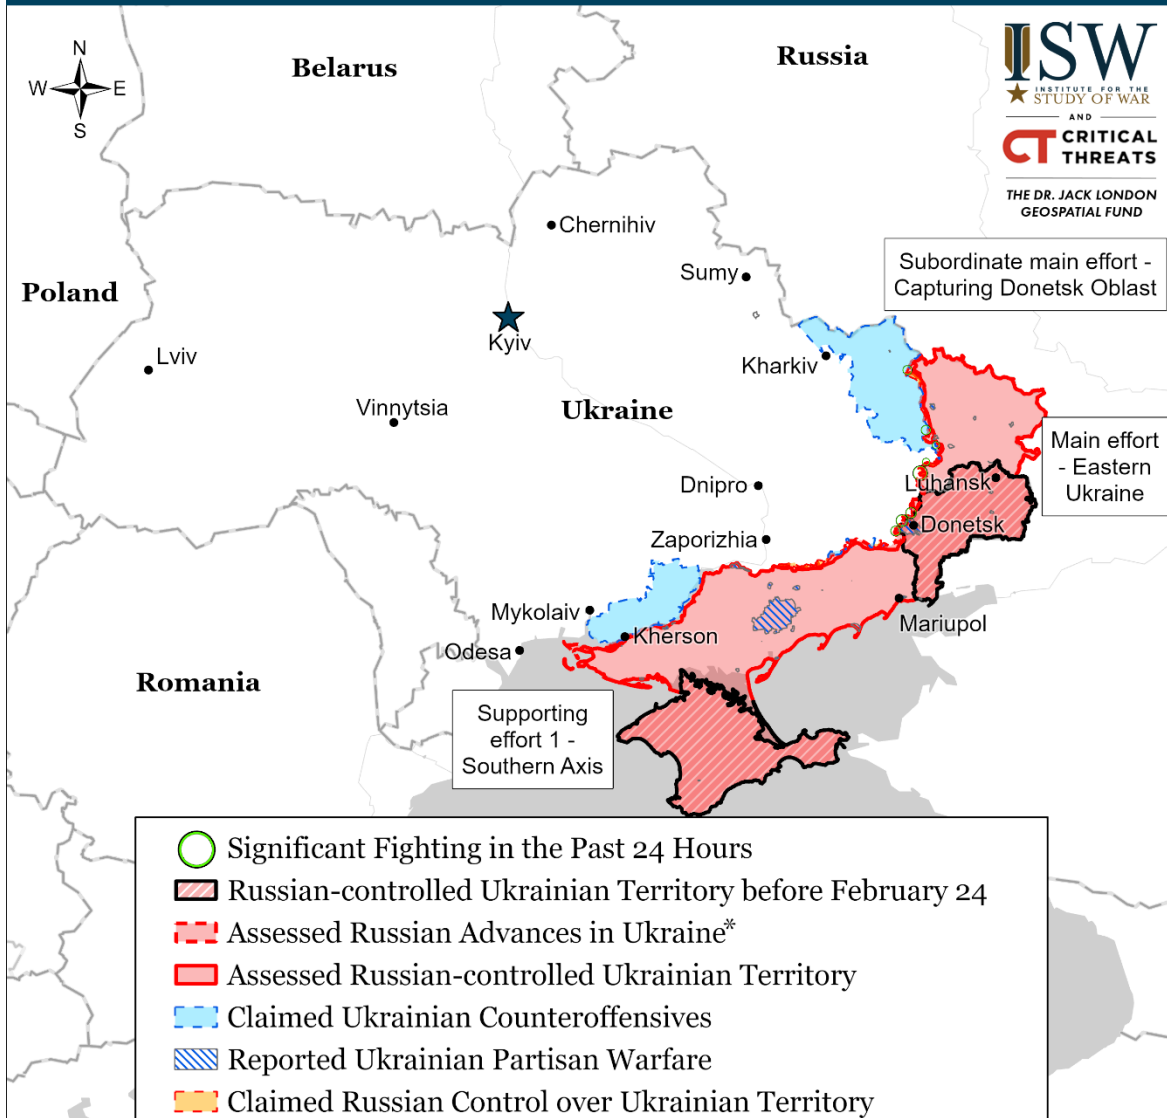 N
W
E
S
Belarus
Russia
ISW
INSTITUTE FOR THE
STUDY OF WAR
AND
CT CRITICAL
THREATS
THE DR. JACK LONDON
GEOSPATIAL FUND
Chernihiv
Sumy
Subordinate main effort -
Capturing Donetsk Oblast
Poland
Kyiv
Lviv
Kharkiv
Vinnytsia
Ukraine
Main effort
- Eastern
Ukraine
Luhansk
Dnipro
Donetsk
Zaporizhia
Mykolaiv
Mariupol
Kherson
Odesa
Romania
Supporting
effort 1 -
Southern Axis
Significant Fighting in the Past 24 Hours
Russian-controlled Ukrainian Territory before February 24
Assessed Russian Advances in Ukraine*
Assessed Russian-controlled Ukrainian Territory
Claimed Ukrainian Counteroffensives
Reported Ukrainian Partisan Warfare
Claimed Russian Control over Ukrainian Territory